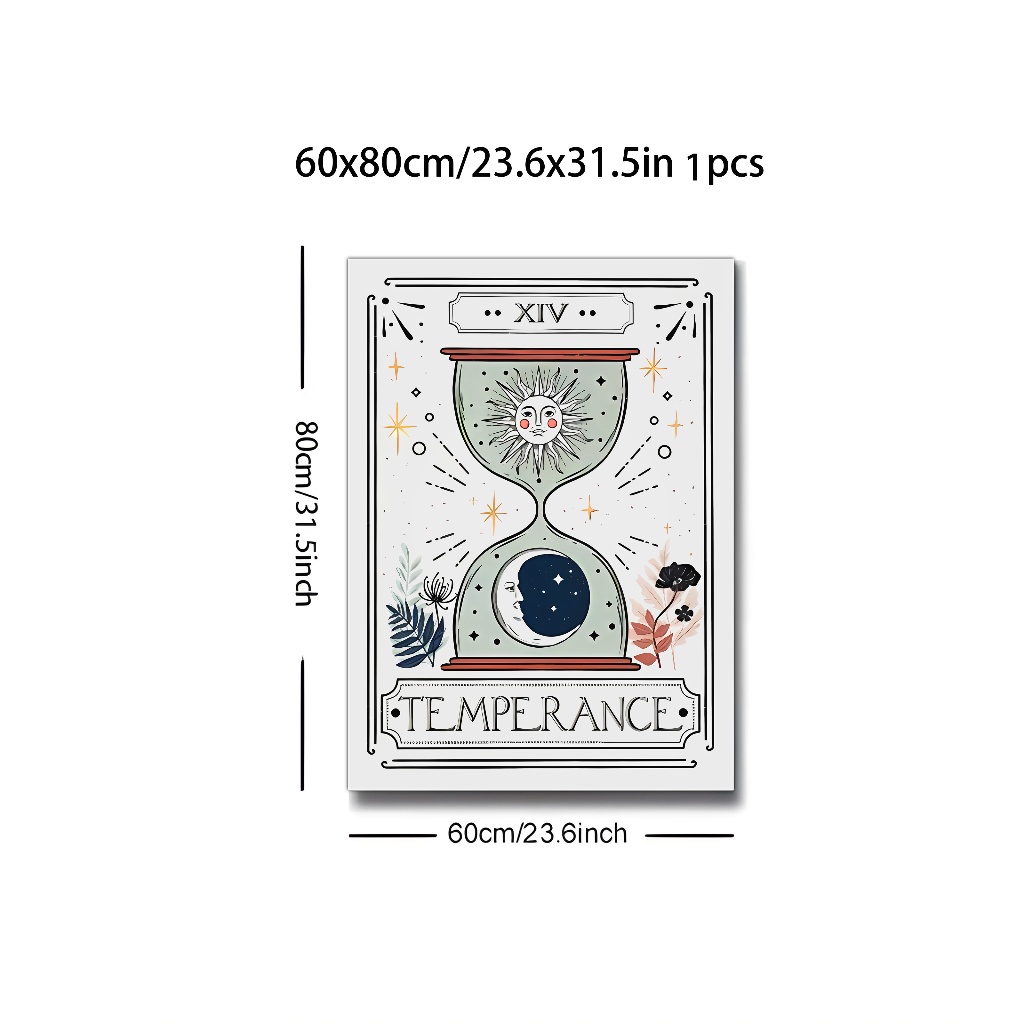 60x80cm/23.6x31.5in 1pcs
•• XIV ••
80cm/31.5inch
•TEMPERANCE•
60cm/23.6inch